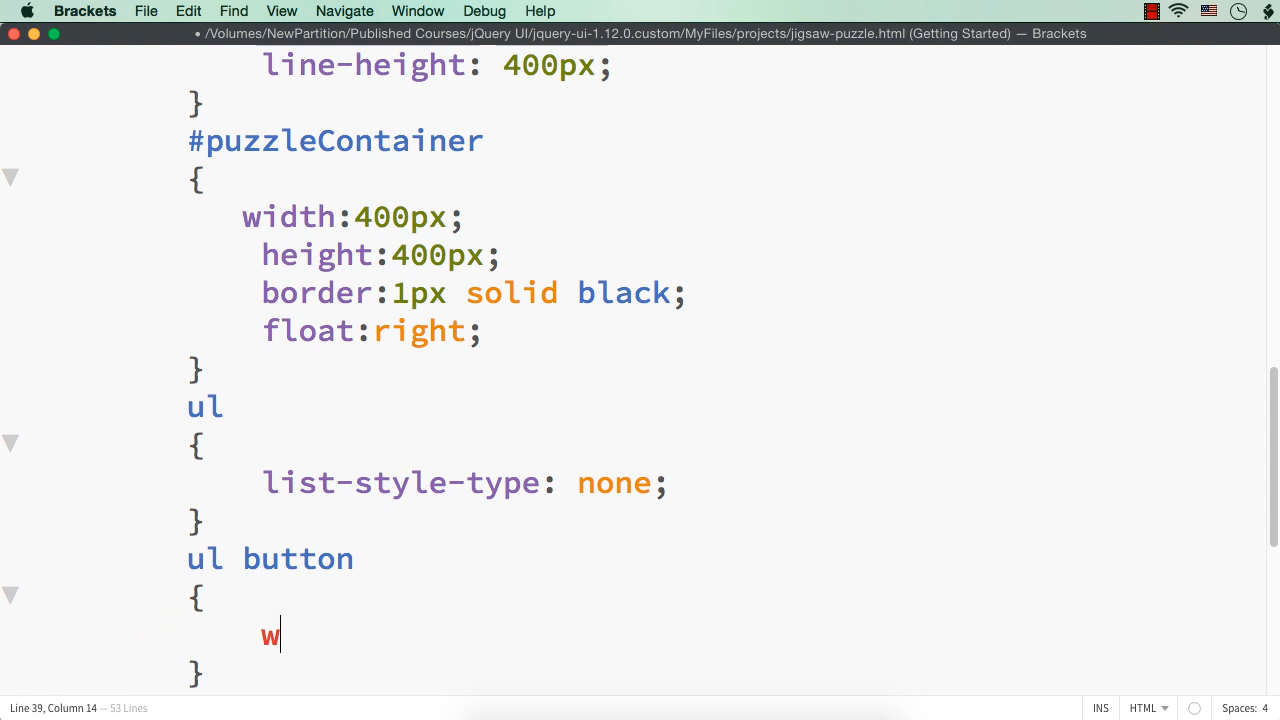 Brackets File Edit Find View Navigate Window Debug Help
• /Volumes/NewPartition/Published Courses/jQuery UI/jquery-ui-1.12.0.custom/MyFiles/projects/jigsaw-puzzle.html (Getting Started) — Brackets
line-height: 400px;
}
#puzzleContainer
{
width:400px;
height:400px;
border:1px solid black;
float:right;
}
ul
{
list-style-type: none;
}
ul button
{
w
}
Line 39, Column 14 — 53 Lines
INS HTML Spaces: 4